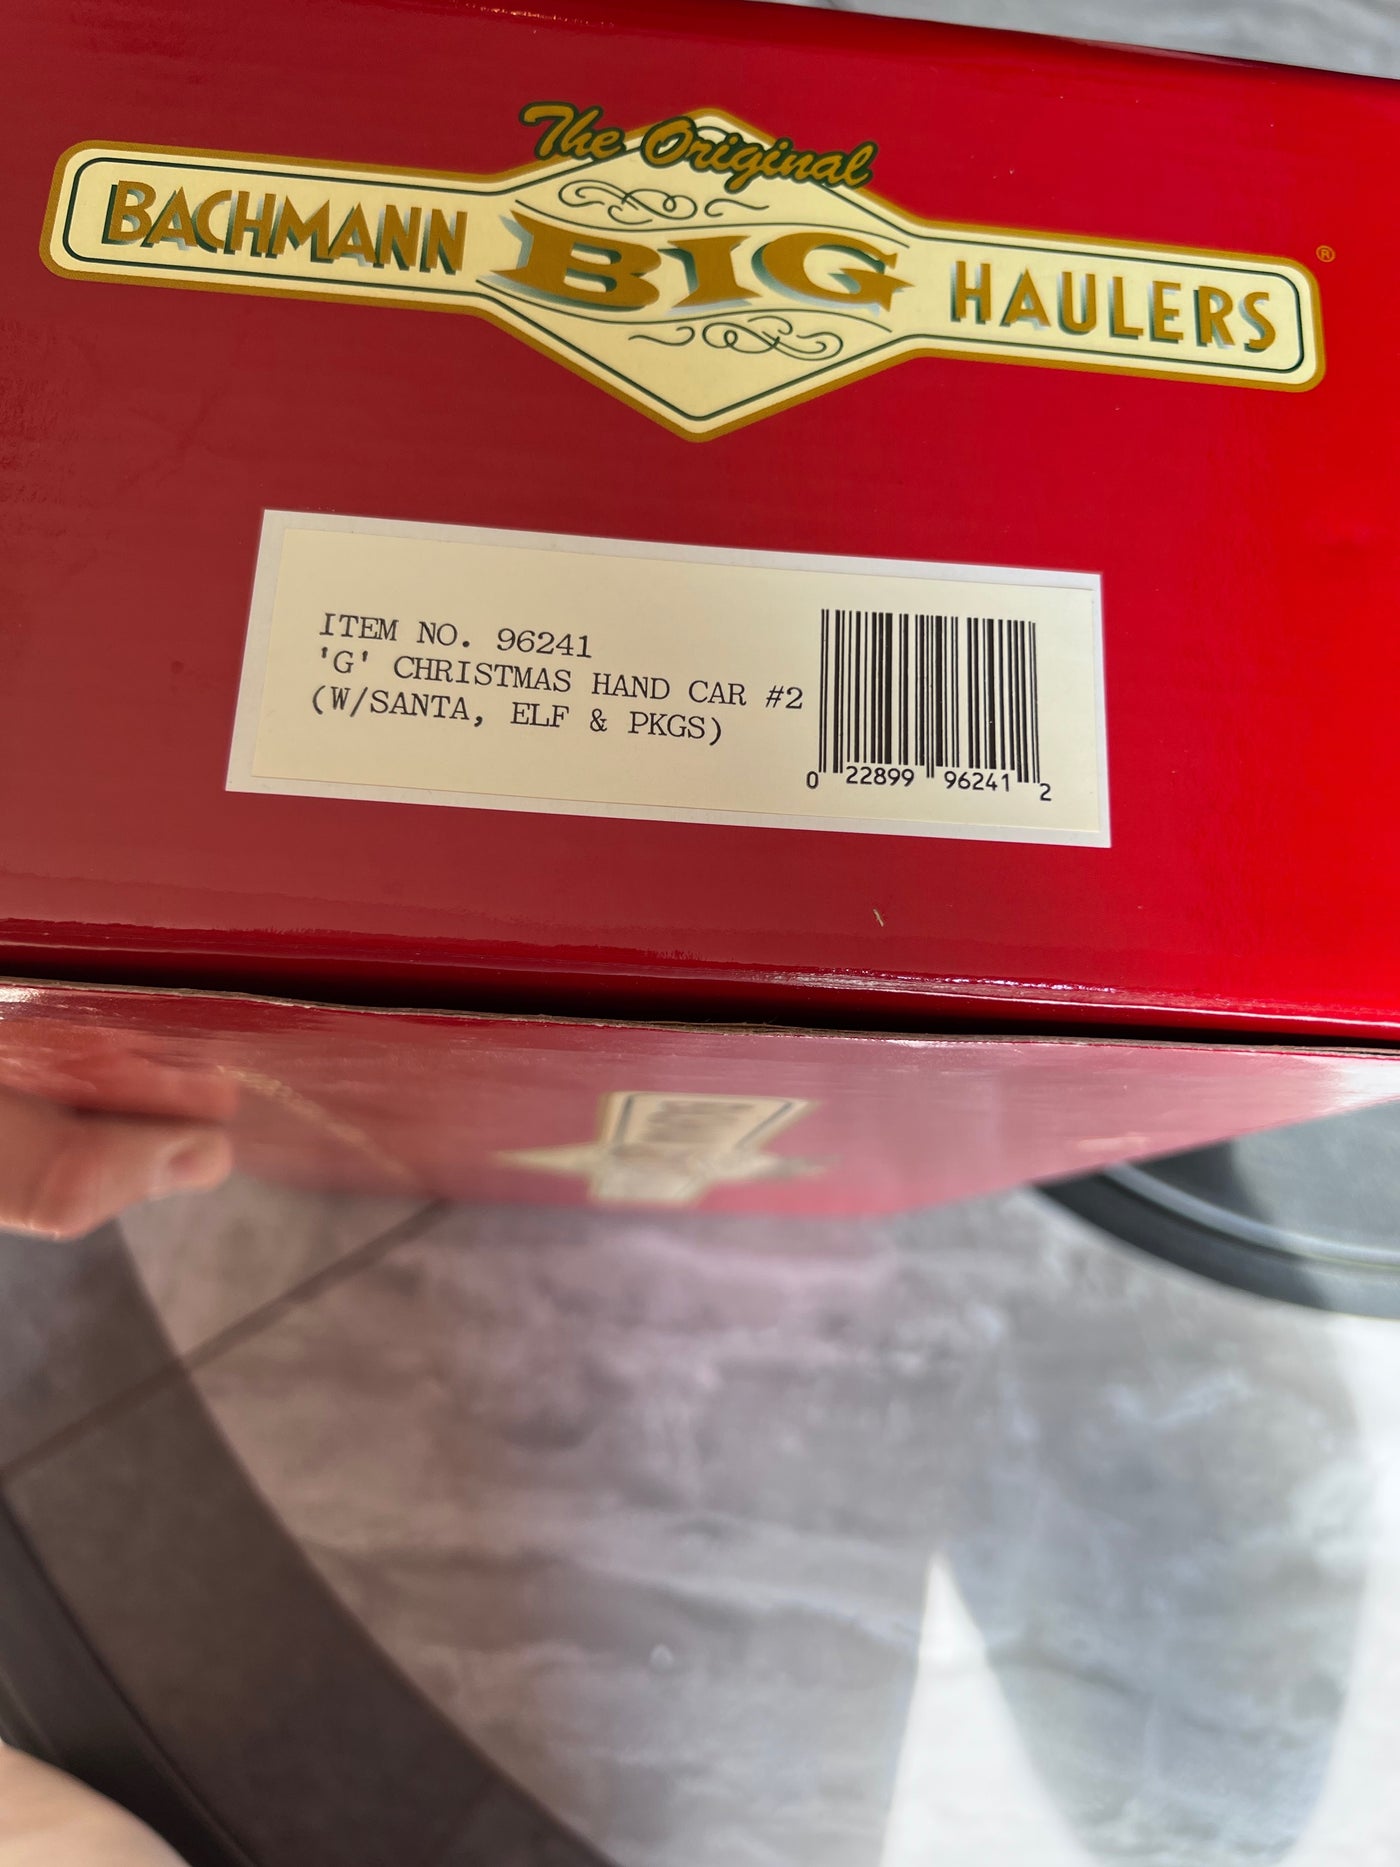 The Original
BACHMANN BIG HAULERS ®
ITEM NO. 96241
'G' CHRISTMAS HAND CAR #2
(W/SANTA, ELF & PKGS)
0 22899 96241 2